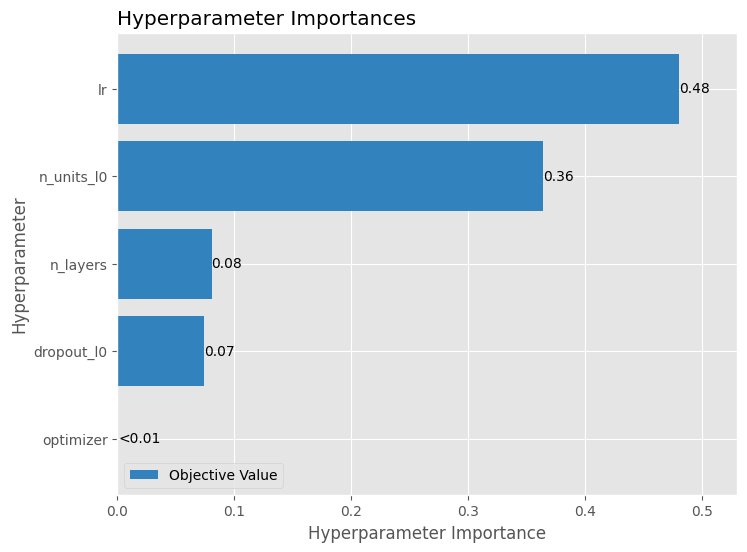 Hyperparameter Importances
Hyperparameter
lr
0.48
n_units_l0
0.36
n_layers
0.08
dropout_l0
0.07
optimizer
<0.01
Objective Value
0.0 0.1 0.2 0.3 0.4 0.5
Hyperparameter Importance